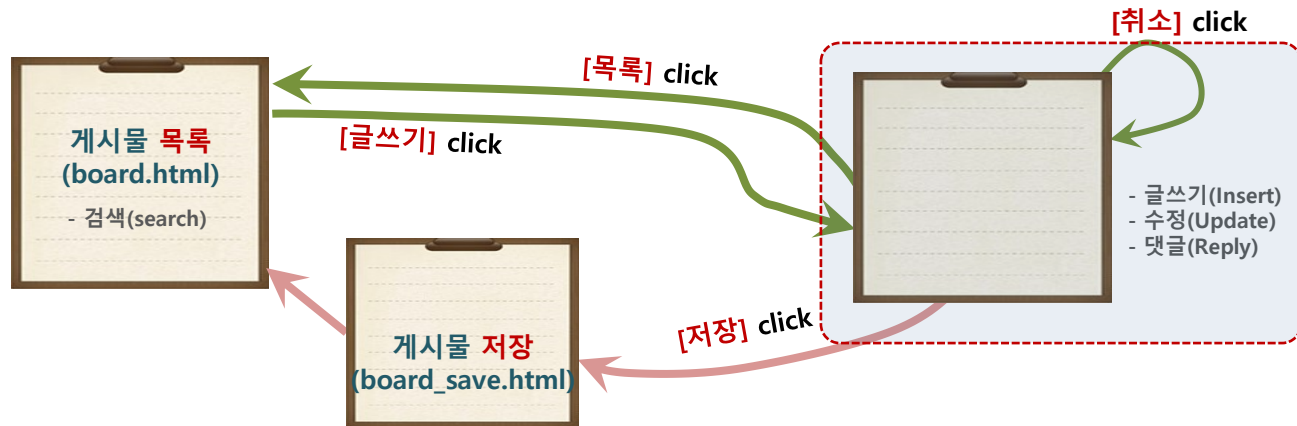 [취소] click
[목록] click
[글쓰기] click
게시물 목록
(board.html)
- 검색(search)
- 글쓰기(Insert)
- 수정(Update)
- 댓글(Reply)
[저장] click
게시물 저장
(board_save.html)